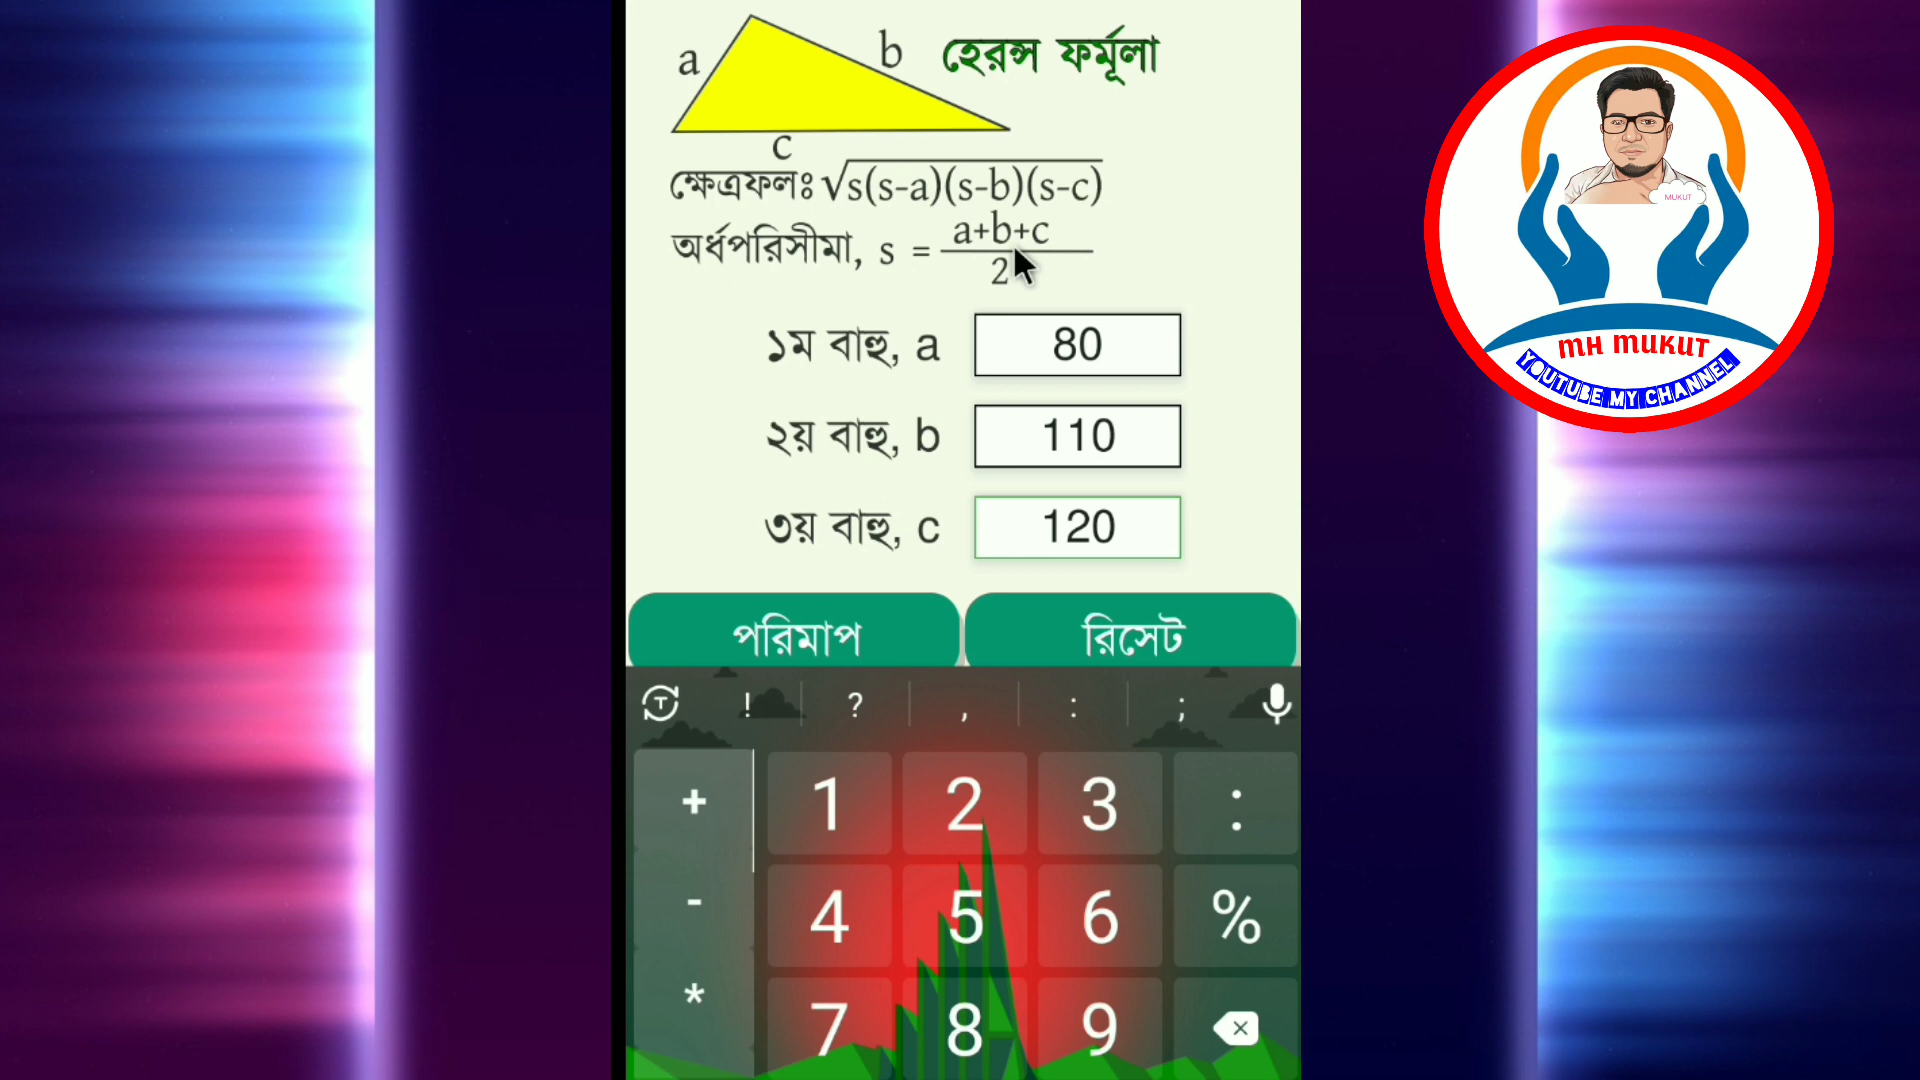 a
b
হেরন্স ফর্মূলা
c
ক্ষেত্রফলঃ √s(s-a)(s-b)(s-c)
অর্ধপরিসীমা, s = a+b+c
2
১ম বাহু, a 80
২য় বাহু, b 110
৩য় বাহু, c 120
পরিমাপ রিসেট
! ? , : ;
+ 1 2 3 :
- 4 5 6 %
* 7 8 9
MUKUT
MH MUKUT
YOUTUBE MY CHANNEL